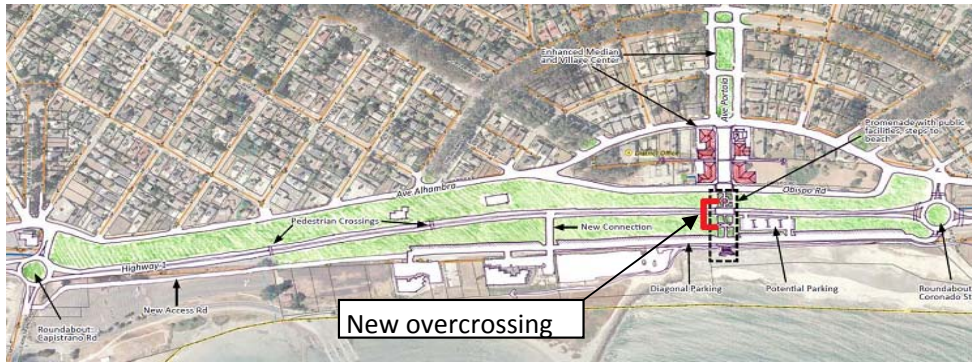 Enhanced Median
and Village Center
Ave Portola
Promenade with public
facilities, steps to
beach
Ave Alhambra
Obispo Rd
Pedestrian Crossings
New Connection
Highway 1
Diagonal Parking
Potential Parking
New Access Rd
Roundabout:
Capistrano Rd
Roundabout:
Coronado St
New overcrossing